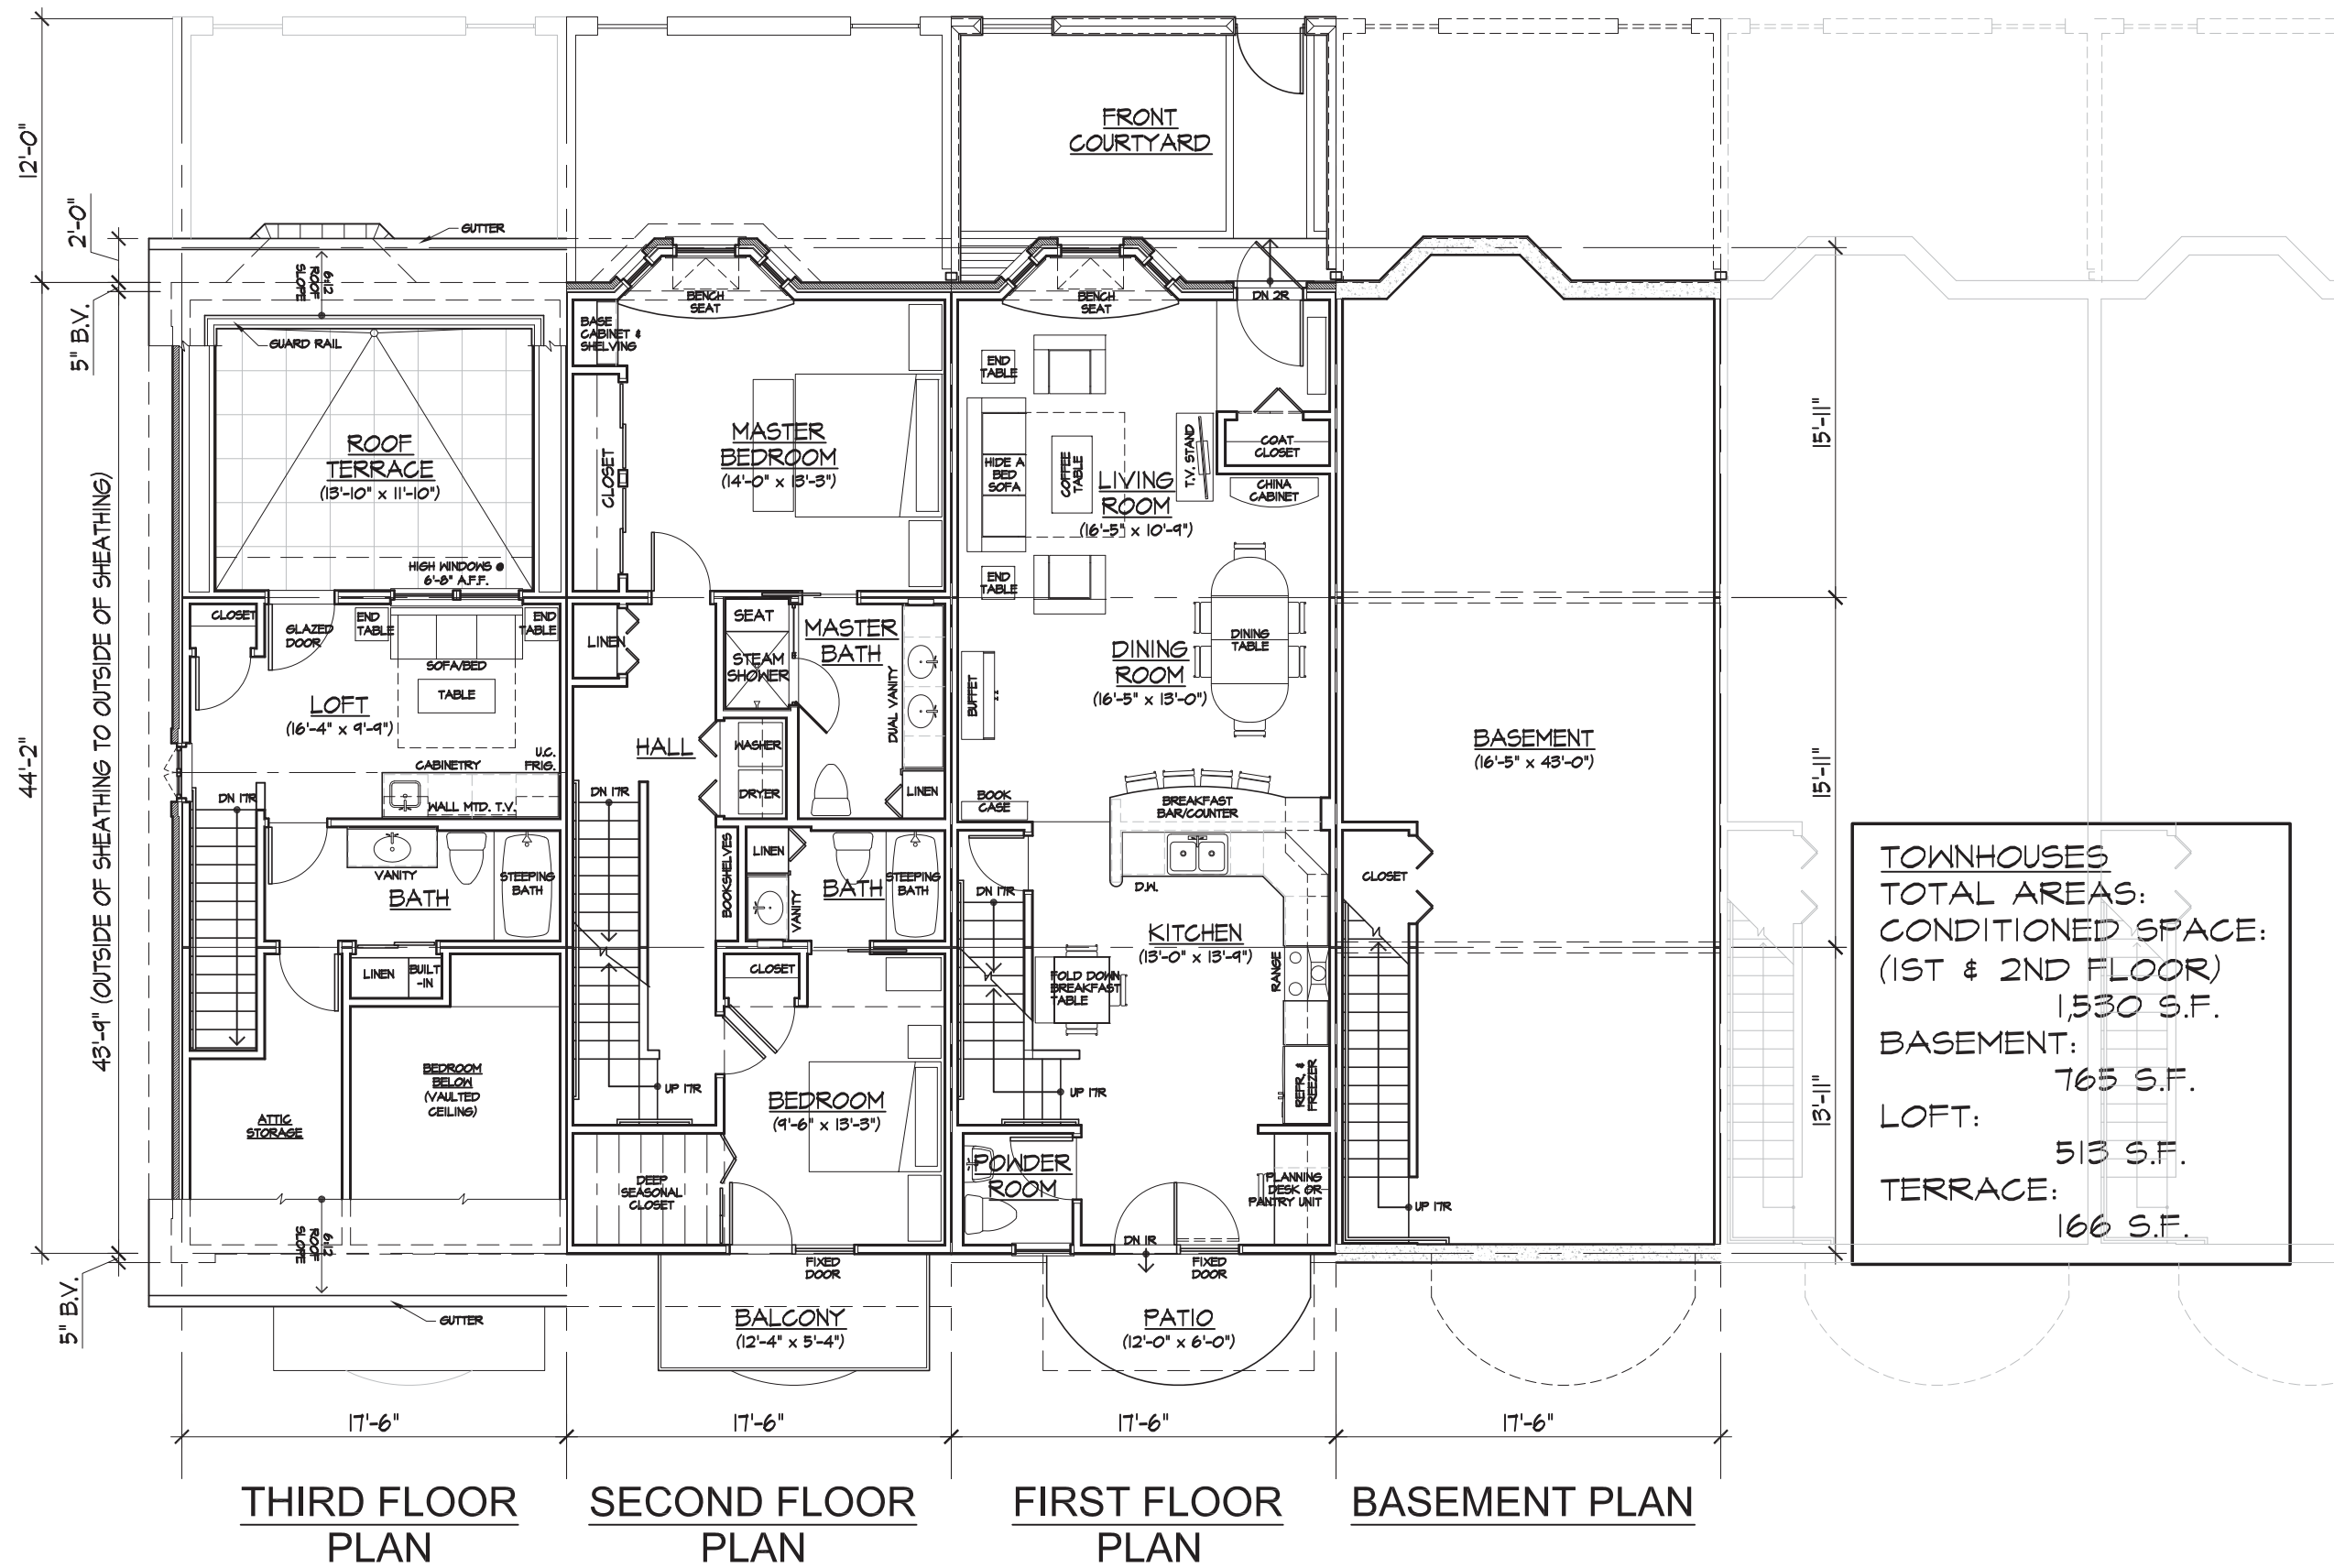 12'-0"
2'-0"
5" B.V.
44'-2"
43'-9" (OUTSIDE OF SHEATHING TO OUTSIDE OF SHEATHING)
5" B.V.
GUTTER
6:12
ROOF
SLOPE
GUARD RAIL
ROOF
TERRACE
(13'-10" x 11'-10")
HIGH WINDOWS @
6'-8" A.F.F.
CLOSET
GLAZED
DOOR
END
TABLE
END
TABLE
SOFA/BED
TABLE
LOFT
(16'-4" x 9'-9")
U.C.
FRIG.
CABINETRY
WALL MTD. T.V.
DN 17R
VANITY
BATH
STEEPING
BATH
LINEN
BUILT
-IN
BEDROOM
BELOW
(VAULTED
CEILING)
ATTIC
STORAGE
6:12
ROOF
SLOPE
GUTTER
17'-6"
THIRD FLOOR
PLAN
BENCH
SEAT
BASE
CABINET &
SHELVING
CLOSET
MASTER
BEDROOM
(14'-0" x 13'-3")
LINEN
SEAT
STEAM
SHOWER
MASTER
BATH
DUAL VANITY
HALL
WASHER
DRYER
LINEN
DN 17R
BOOKSHELVES
LINEN
VANITY
BATH
STEEPING
BATH
CLOSET
UP 17R
BEDROOM
(9'-6" x 13'-3")
DEEP
SEASONAL
CLOSET
FIXED
DOOR
BALCONY
(12'-4" x 5'-4")
17'-6"
SECOND FLOOR
PLAN
FRONT
COURTYARD
BENCH
SEAT
DN 2R
END
TABLE
HIDE A
BED
SOFA
COFFEE
TABLE
T.V. STAND
COAT
CLOSET
CHINA
CABINET
LIVING
ROOM
(16'-5" x 10'-9")
END
TABLE
DINING
TABLE
DINING
ROOM
(16'-5" x 13'-0")
BUFFET
BOOK
CASE
BREAKFAST
BAR/COUNTER
D.W.
DN 17R
KITCHEN
(13'-0" x 13'-9")
RANGE
FOLD DOWN
BREAKFAST
TABLE
REFR. &
FREEZER
UP 17R
POWDER
ROOM
PLANNING
DESK OR
PANTRY UNIT
DN 1R
FIXED
DOOR
PATIO
(12'-0" x 6'-0")
17'-6"
FIRST FLOOR
PLAN
BASEMENT
(16'-5" x 43'-0")
CLOSET
UP 17R
17'-6"
BASEMENT PLAN
15'-11"
15'-11"
13'-11"
TOWNHOUSES
TOTAL AREAS:
CONDITIONED SPACE:
(1ST & 2ND FLOOR)
1,530 S.F.
BASEMENT:
765 S.F.
LOFT:
513 S.F.
TERRACE:
166 S.F.